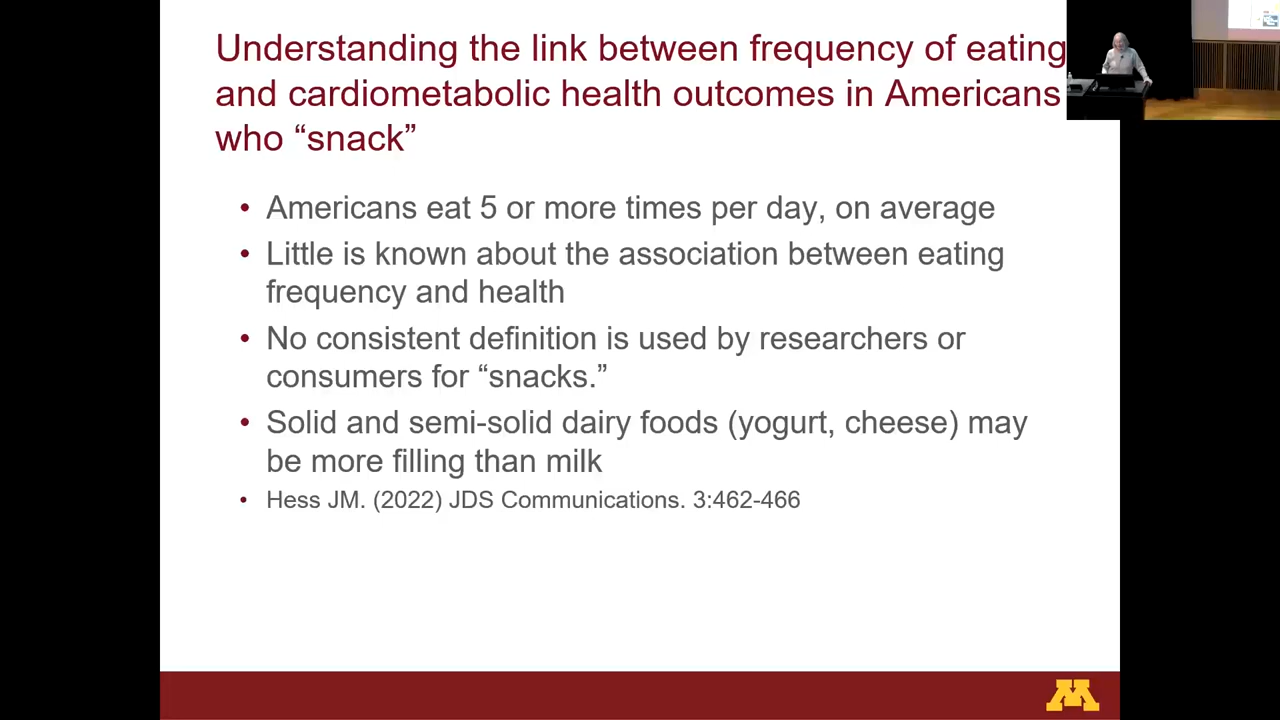 Understanding the link between frequency of eating
and cardiometabolic health outcomes in Americans
who “snack”
• Americans eat 5 or more times per day, on average
• Little is known about the association between eating
frequency and health
• No consistent definition is used by researchers or
consumers for “snacks.”
• Solid and semi-solid dairy foods (yogurt, cheese) may
be more filling than milk
• Hess JM. (2022) JDS Communications. 3:462-466
M